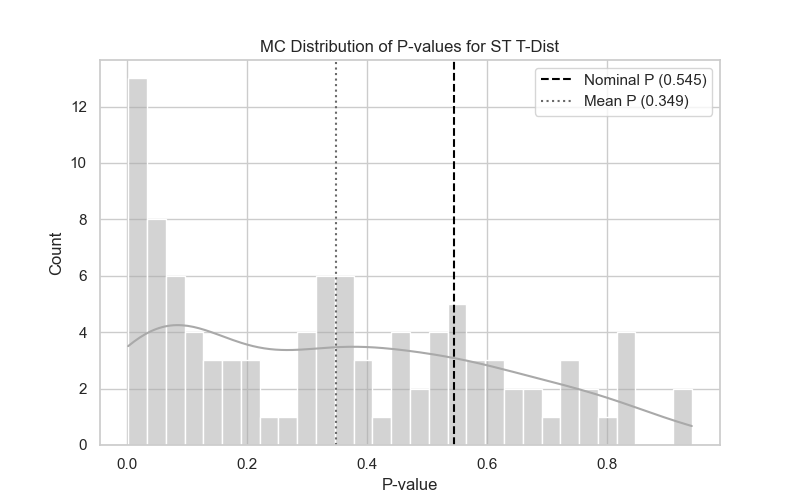 MC Distribution of P-values for ST T-Dist
Nominal P (0.545)
Mean P (0.349)
Count
12
10
8
6
4
2
0
0.0 0.2 0.4 0.6 0.8
P-value